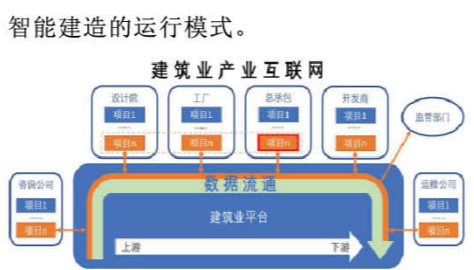 智能建造的运行模式。
建筑业产业互联网
设计院 工厂 总承包 开发商
项目1 项目1 项目1 项目1
...... ...... ...... ......
项目n 项目n 项目n 项目n
监管部门
咨询公司 数据流通 运维公司
项目1 建筑业平台 项目1
...... ......
项目n 项目n
上游 下游